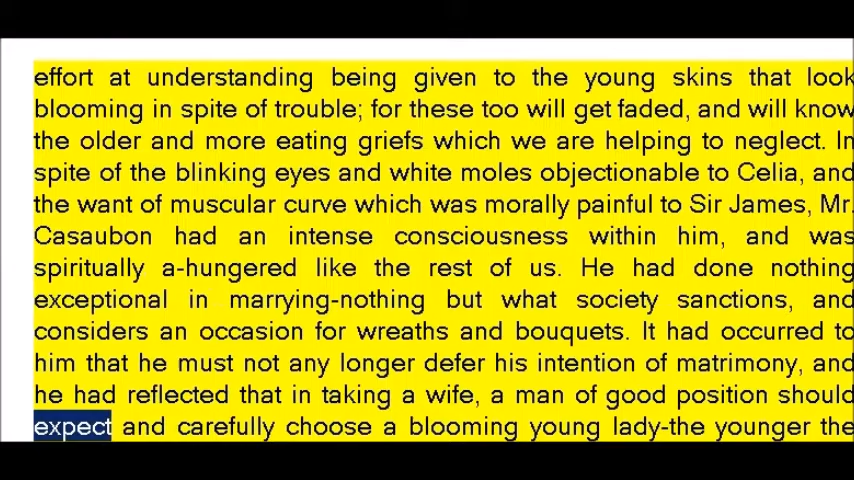 effort at understanding being given to the young skins that look
blooming in spite of trouble; for these too will get faded, and will know
the older and more eating griefs which we are helping to neglect. In
spite of the blinking eyes and white moles objectionable to Celia, and
the want of muscular curve which was morally painful to Sir James, Mr.
Casaubon had an intense consciousness within him, and was
spiritually a-hungered like the rest of us. He had done nothing
exceptional in marrying-nothing but what society sanctions, and
considers an occasion for wreaths and bouquets. It had occurred to
him that he must not any longer defer his intention of matrimony, and
he had reflected that in taking a wife, a man of good position should
expect and carefully choose a blooming young lady-the younger the